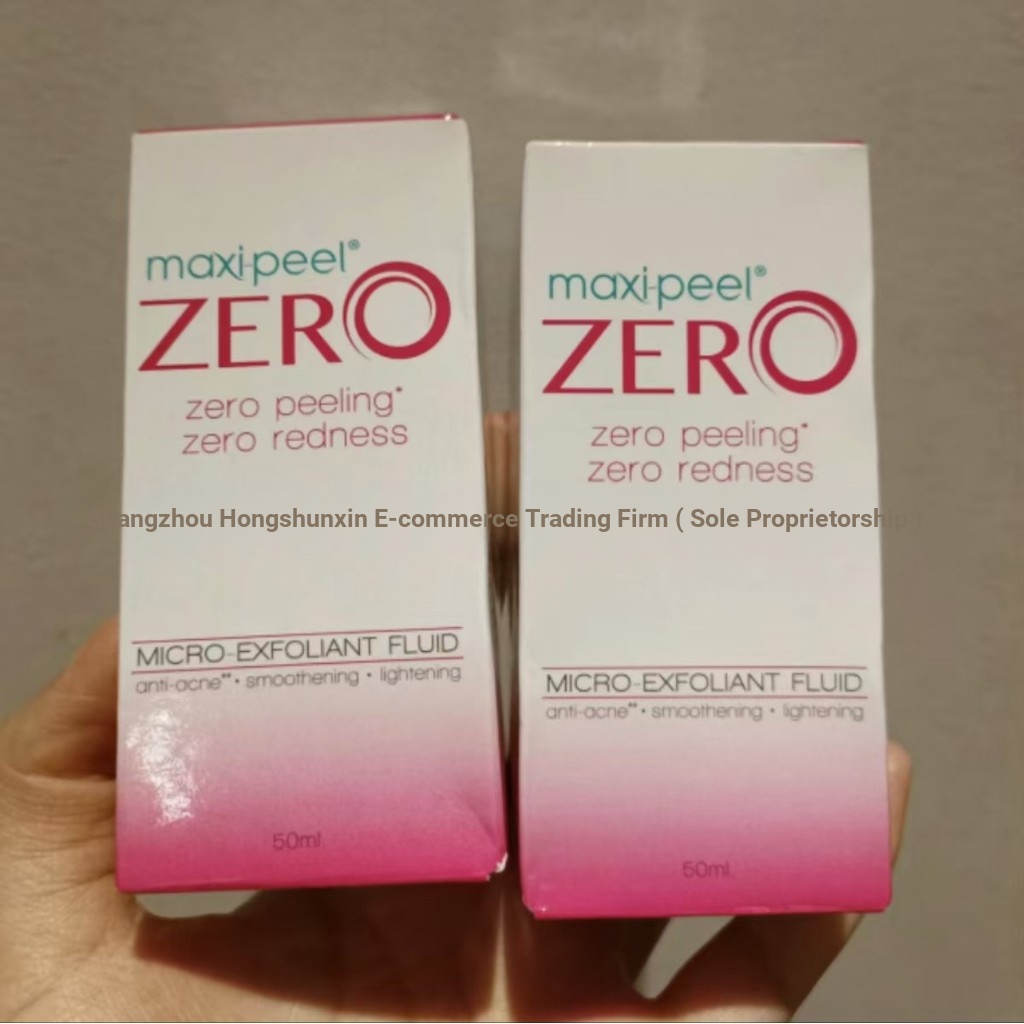 maxi-peel®
ZERO
zero peeling*
zero redness
MICRO-EXFOLIANT FLUID
anti-acne** • smoothening • lightening
50ml.
maxi-peel®
ZERO
zero peeling*
zero redness
MICRO-EXFOLIANT FLUID
anti-acne** • smoothening • lightening
50ml.
Hongshunxin E-commerce Trading Firm ( Sole Proprietorship )